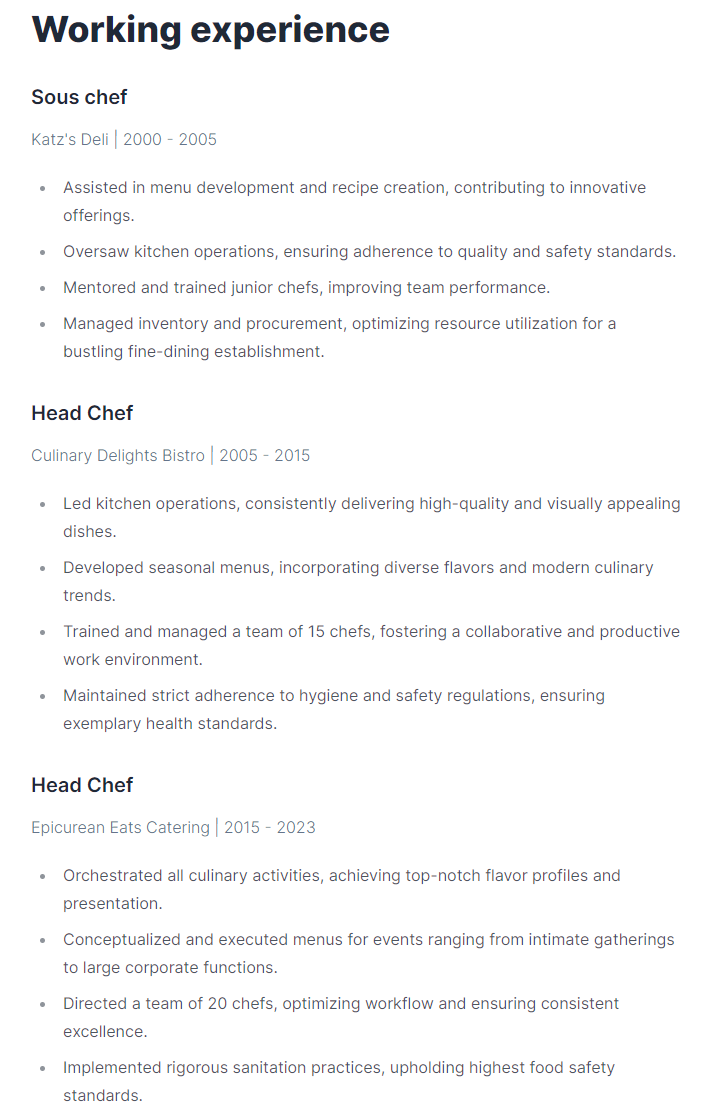 Working experience
Sous chef
Katz's Deli | 2000 - 2005
• Assisted in menu development and recipe creation, contributing to innovative
offerings.
• Oversaw kitchen operations, ensuring adherence to quality and safety standards.
• Mentored and trained junior chefs, improving team performance.
• Managed inventory and procurement, optimizing resource utilization for a
bustling fine-dining establishment.
Head Chef
Culinary Delights Bistro | 2005 - 2015
• Led kitchen operations, consistently delivering high-quality and visually appealing
dishes.
• Developed seasonal menus, incorporating diverse flavors and modern culinary
trends.
• Trained and managed a team of 15 chefs, fostering a collaborative and productive
work environment.
• Maintained strict adherence to hygiene and safety regulations, ensuring
exemplary health standards.
Head Chef
Epicurean Eats Catering | 2015 - 2023
• Orchestrated all culinary activities, achieving top-notch flavor profiles and
presentation.
• Conceptualized and executed menus for events ranging from intimate gatherings
to large corporate functions.
• Directed a team of 20 chefs, optimizing workflow and ensuring consistent
excellence.
• Implemented rigorous sanitation practices, upholding highest food safety
standards.